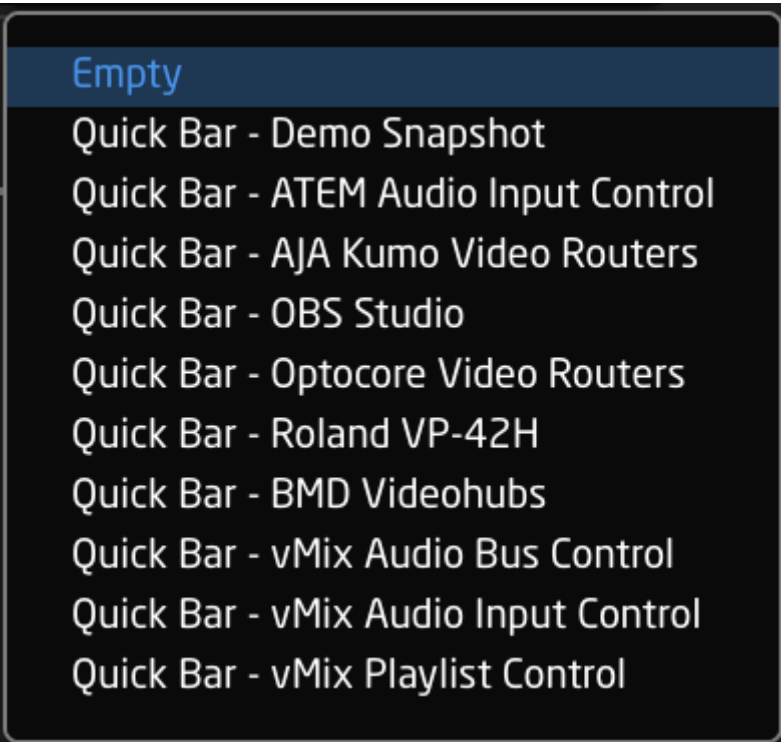 Empty
Quick Bar - Demo Snapshot
Quick Bar - ATEM Audio Input Control
Quick Bar - AJA Kumo Video Routers
Quick Bar - OBS Studio
Quick Bar - Optocore Video Routers
Quick Bar - Roland VP-42H
Quick Bar - BMD Videohubs
Quick Bar - vMix Audio Bus Control
Quick Bar - vMix Audio Input Control
Quick Bar - vMix Playlist Control